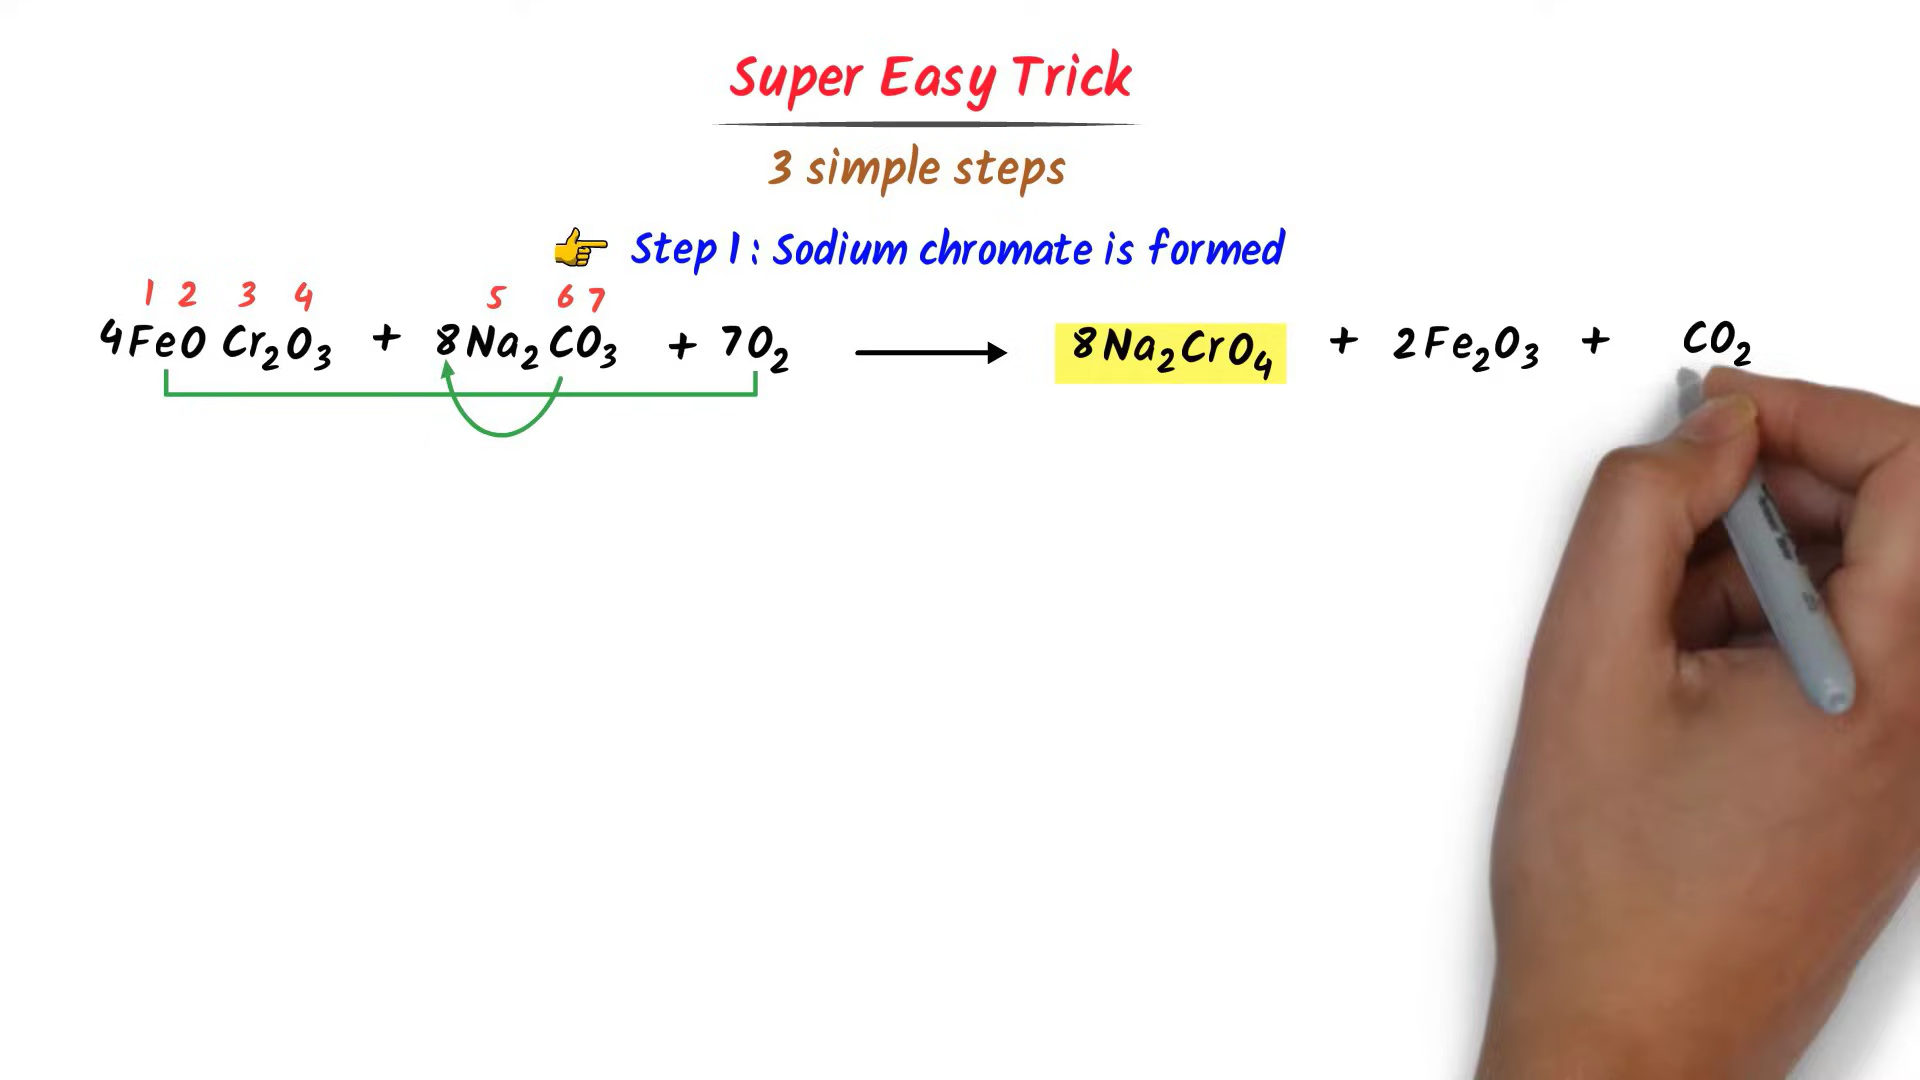 Super Easy Trick
3 simple steps
👉 Step 1 : Sodium chromate is formed
1 2 3 4 5 6 7
4FeO Cr₂O₃ + 8Na₂CO₃ + 7O₂ ⟶ 8Na₂CrO₄ + 2Fe₂O₃ + CO₂